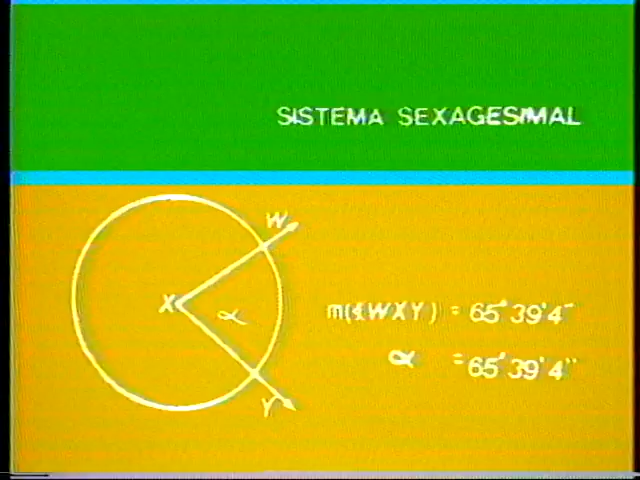 SISTEMA SEXAGESIMAL
W
X
α
m(∢WXY) = 65°39'4"
α = 65°39'4"
Y